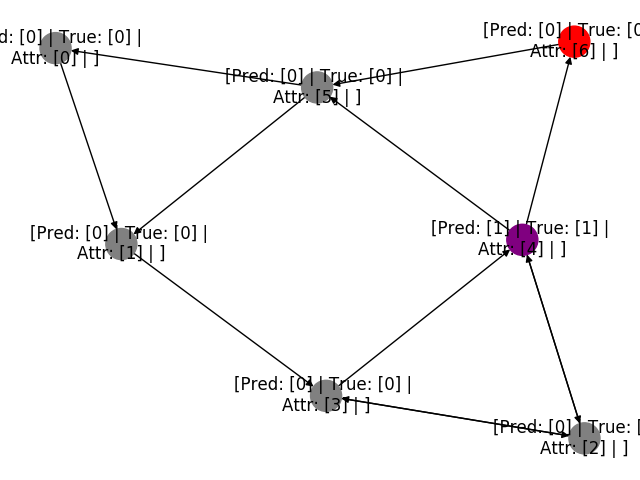 d: [0] | True: [0] |
Attr: [0] | ]
[Pred: [0] | True: [0
Attr: [6] | ]
[Pred: [0] | True: [0] |
Attr: [5] | ]
[Pred: [0] | True: [0] |
Attr: [1] | ]
[Pred: [1] | True: [1] |
Attr: [4] | ]
[Pred: [0] | True: [0] |
Attr: [3] | ]
[Pred: [0] | True: [
Attr: [2] | ]